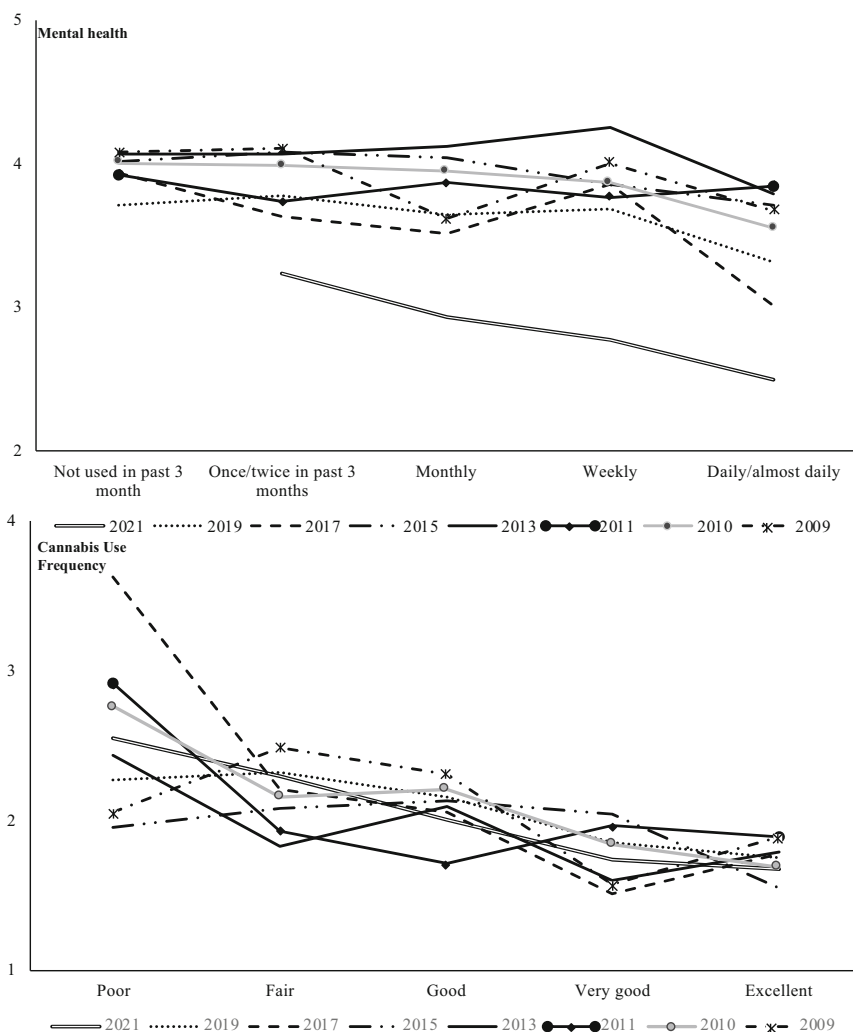 5
Mental health
4
3
2
Not used in past 3 month
Once/twice in past 3 months
Monthly
Weekly
Daily/almost daily
2021 2019 2017 2015 2013 2011 2010 2009
4
Cannabis Use
Frequency
3
2
1
Poor Fair Good Very good Excellent
2021 2019 2017 2015 2013 2011 2010 2009